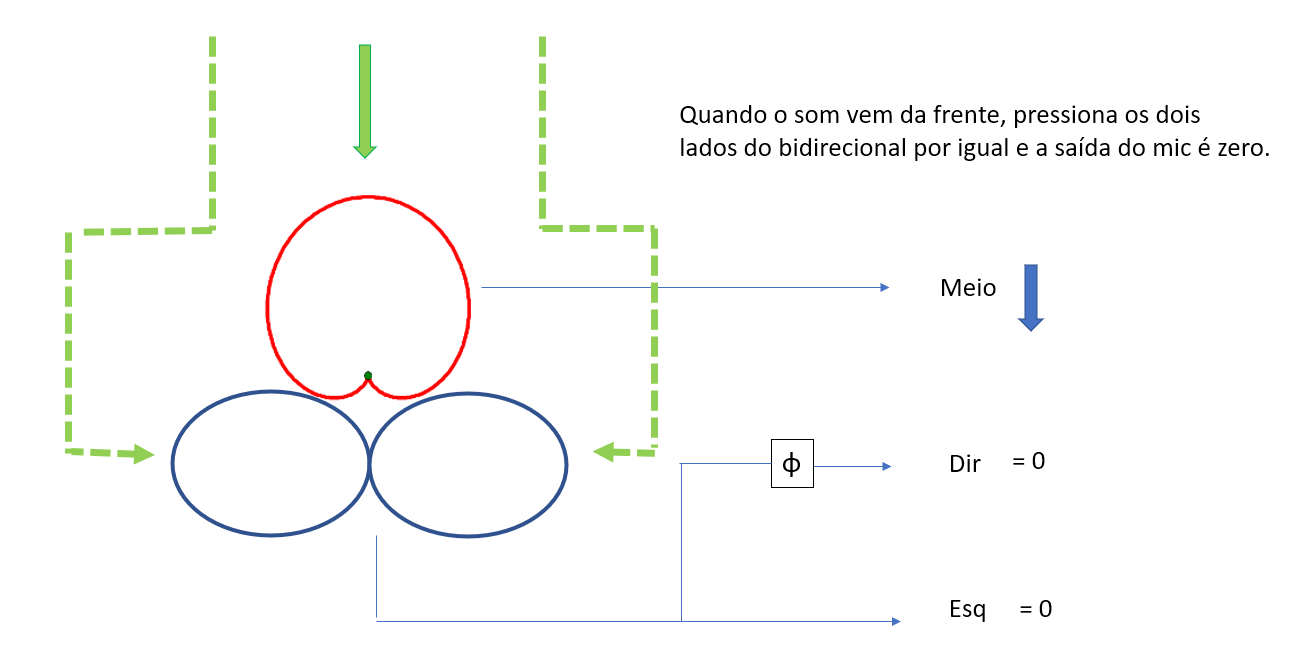 Quando o som vem da frente, pressiona os dois
lados do bidirecional por igual e a saída do mic é zero.
Meio
ф
Dir = 0
Esq = 0